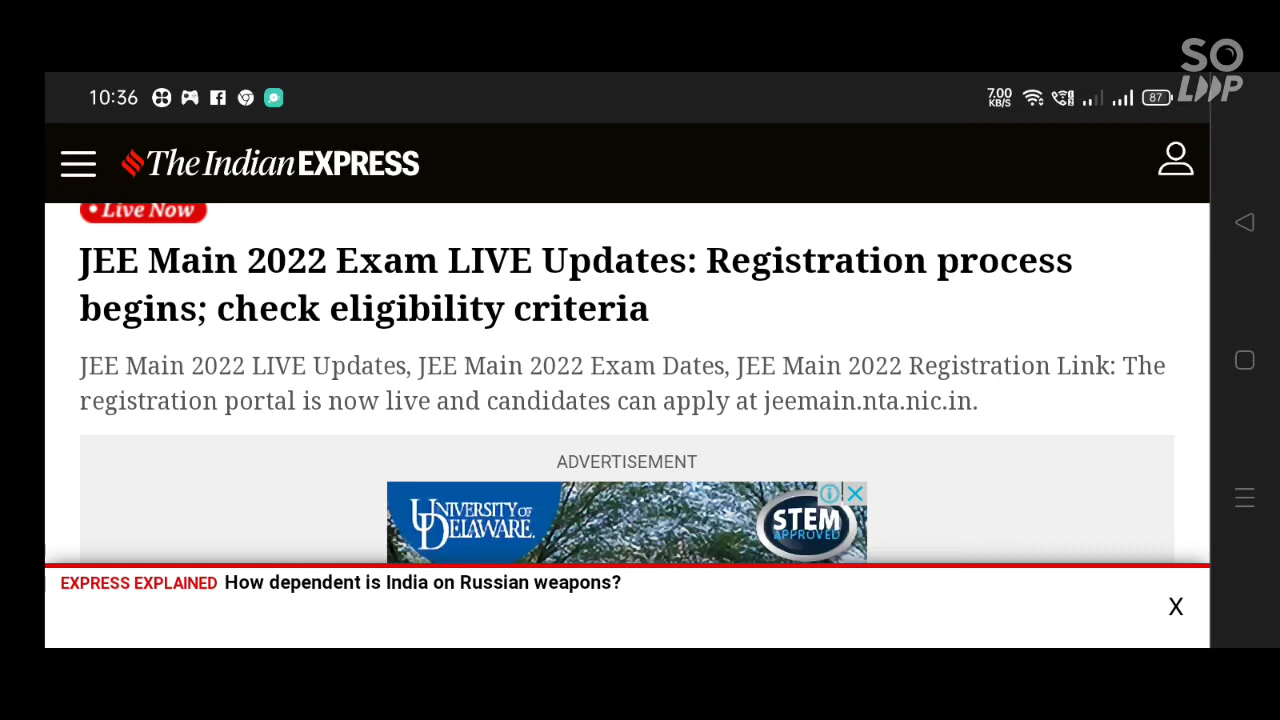 SO
LOOP
10:36
7.00
KB/S
87
The Indian EXPRESS
• Live Now
JEE Main 2022 Exam LIVE Updates: Registration process
begins; check eligibility criteria
JEE Main 2022 LIVE Updates, JEE Main 2022 Exam Dates, JEE Main 2022 Registration Link: The
registration portal is now live and candidates can apply at jeemain.nta.nic.in.
ADVERTISEMENT
UNIVERSITY OF
DELAWARE.
STEM
APPROVED
EXPRESS EXPLAINED How dependent is India on Russian weapons?
X